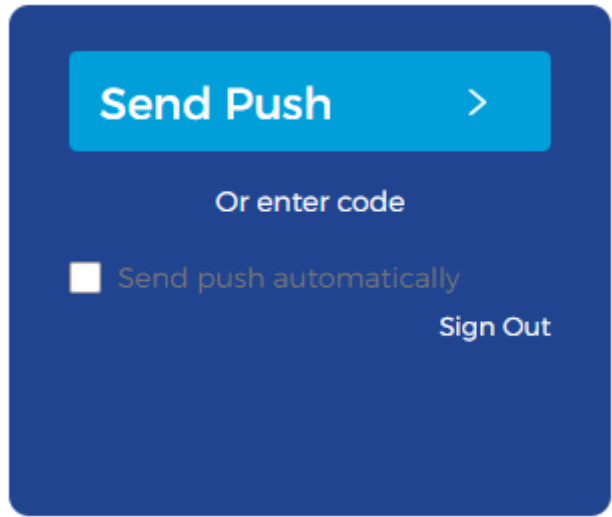 Send Push
Or enter code
Send push automatically
Sign Out